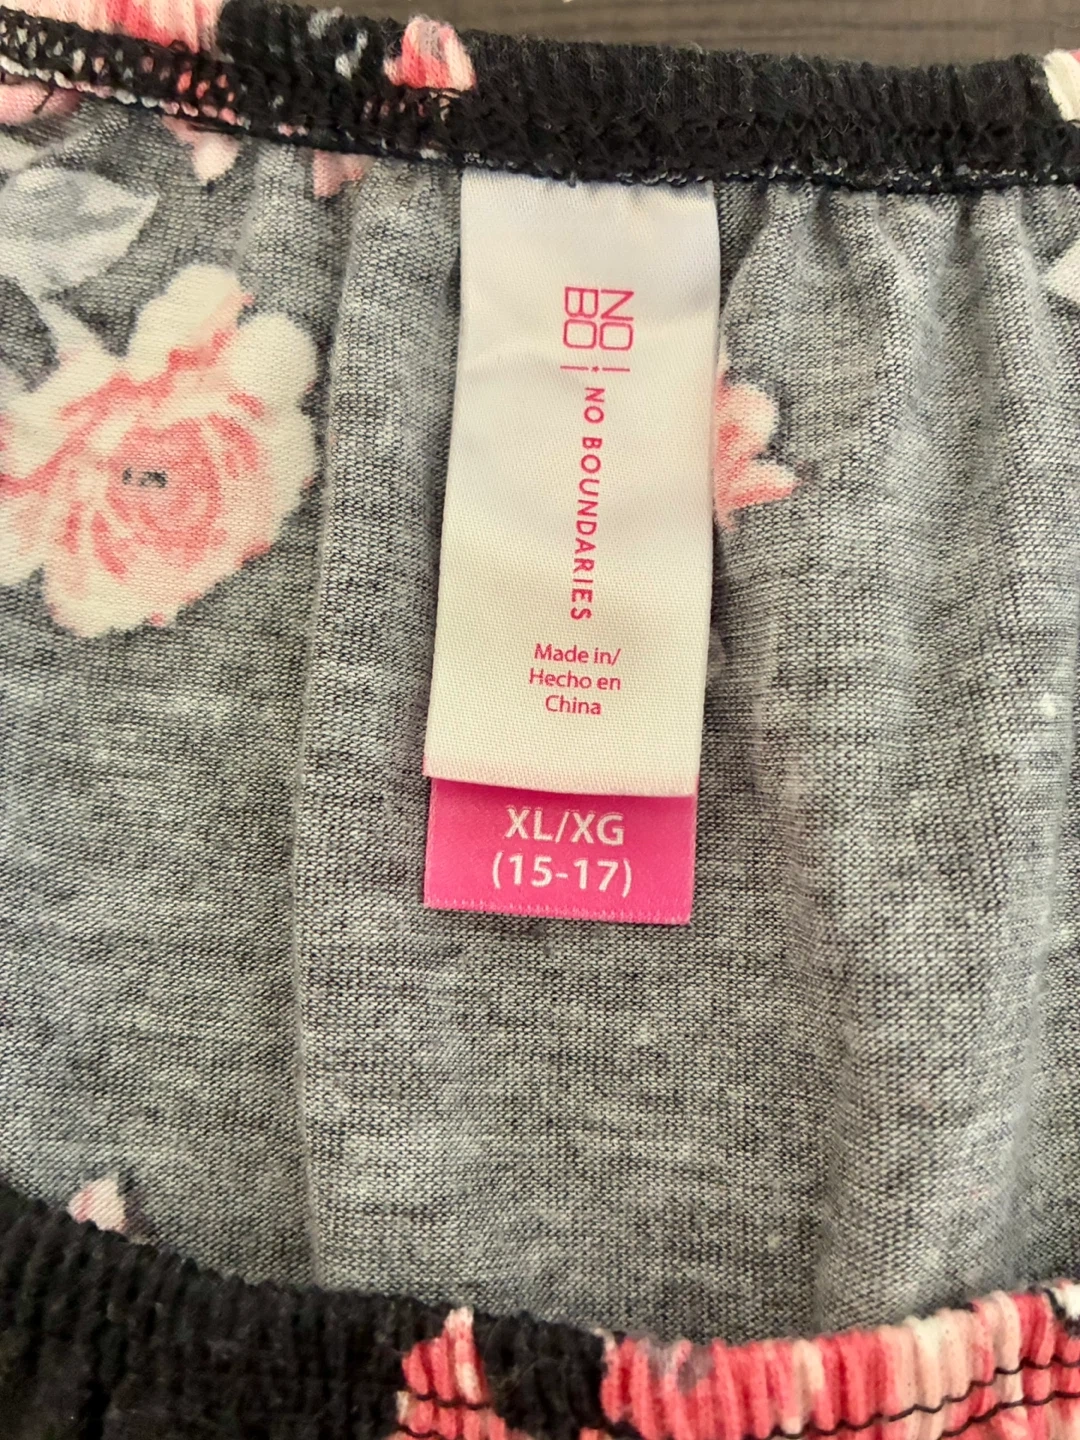 NO
BO
NO BOUNDARIES
Made in/
Hecho en
China
XL/XG
(15-17)